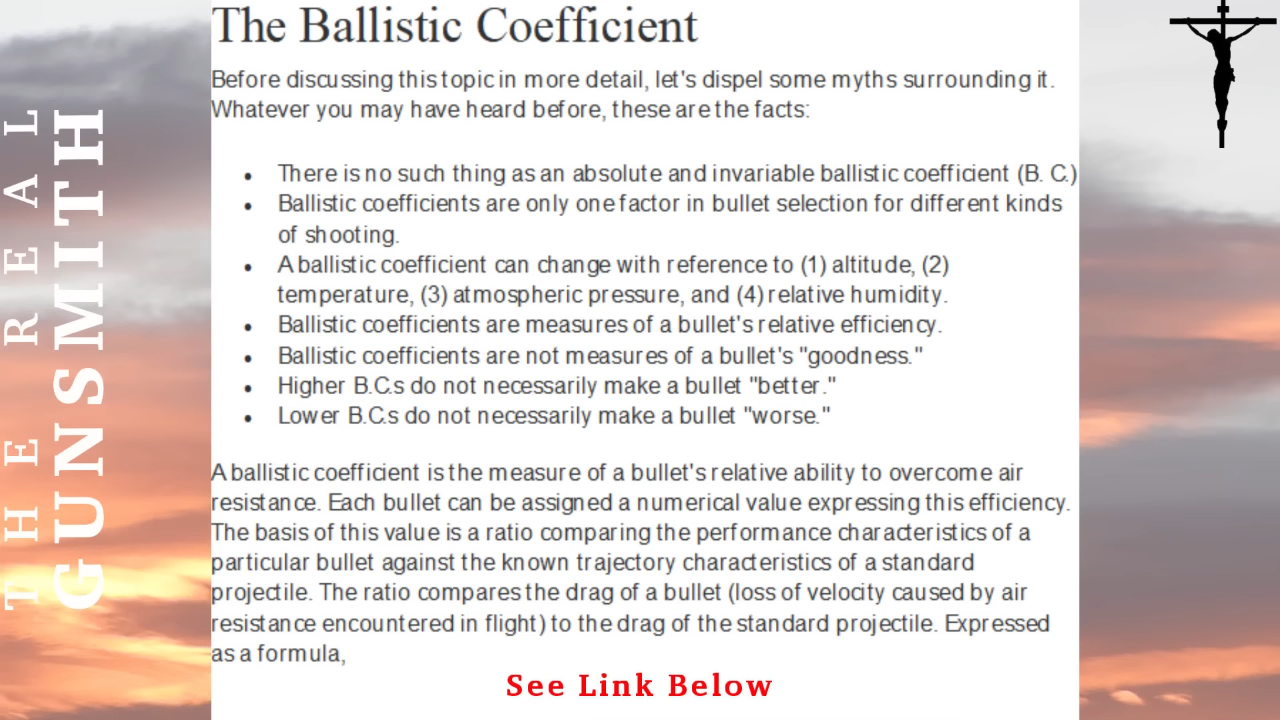 The Ballistic Coefficient
Before discussing this topic in more detail, let's dispel some myths surrounding it.
Whatever you may have heard before, these are the facts:
• There is no such thing as an absolute and invariable ballistic coefficient (B. C.)
• Ballistic coefficients are only one factor in bullet selection for different kinds
of shooting.
• A ballistic coefficient can change with reference to (1) altitude, (2)
temperature, (3) atmospheric pressure, and (4) relative humidity.
• Ballistic coefficients are measures of a bullet's relative efficiency.
• Ballistic coefficients are not measures of a bullet's "goodness."
• Higher B.C.s do not necessarily make a bullet "better."
• Lower B.C.s do not necessarily make a bullet "worse."
A ballistic coefficient is the measure of a bullet's relative ability to overcome air
resistance. Each bullet can be assigned a numerical value expressing this efficiency.
The basis of this value is a ratio comparing the performance characteristics of a
particular bullet against the known trajectory characteristics of a standard
projectile. The ratio compares the drag of a bullet (loss of velocity caused by air
resistance encountered in flight) to the drag of the standard projectile. Expressed
as a formula,
See Link Below
THE REAL
GUNSMITH